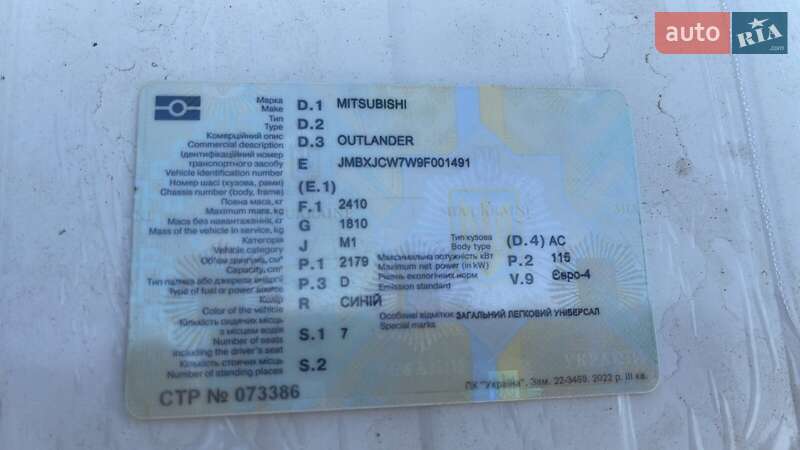 auto RIA .com
Марка D.1 MITSUBISHI
Make
Тип D.2
Type
Комерційний опис D.3 OUTLANDER
Commercial description
Ідентифікаційний номер
транспортного засобу E JMBXJCW7W9F001491
Vehicle identification number
Номер шасі (кузова, рами) (E.1)
Chassis number (body, frame)
Повна маса, кг F.1 2410
Maximum mass, kg
Маса без навантаження, кг G 1810
Mass of the vehicle in service, kg
Категорія J M1 Тип кузова (D.4) AC
Vehicle category Body type
Об'єм двигуна, см³ P.1 2179 Максимальна потужність кВт P.2 115
Capacity, cm³ Maximum net power (in kW)
Тип палива або джерела енергії P.3 D Рівень екологічних норм V.9 Євро-4
Type of fuel or power source Emission standard
Колір R СИНІЙ
Color of the vehicle
Кількість сидячих місць Особливі відмітки ЗАГАЛЬНИЙ ЛЕГКОВИЙ УНІВЕРСАЛ
з місцем водія S.1 7 Special marks
Number of seats
including the driver's seat
Кількість стоячих місць S.2
Number of standing places
СТР № 073386
ПК "Україна". Зам. 22-3459. 2022 р. III кв.